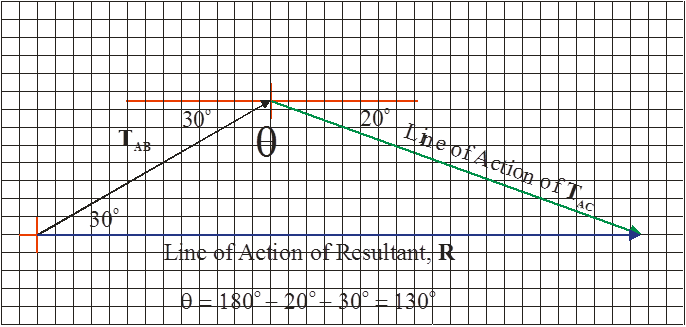 30° 20°
T_AB
θ
Line of Action of T_AC
30°
Line of Action of Resultant, R
θ = 180° – 20° – 30° = 130°